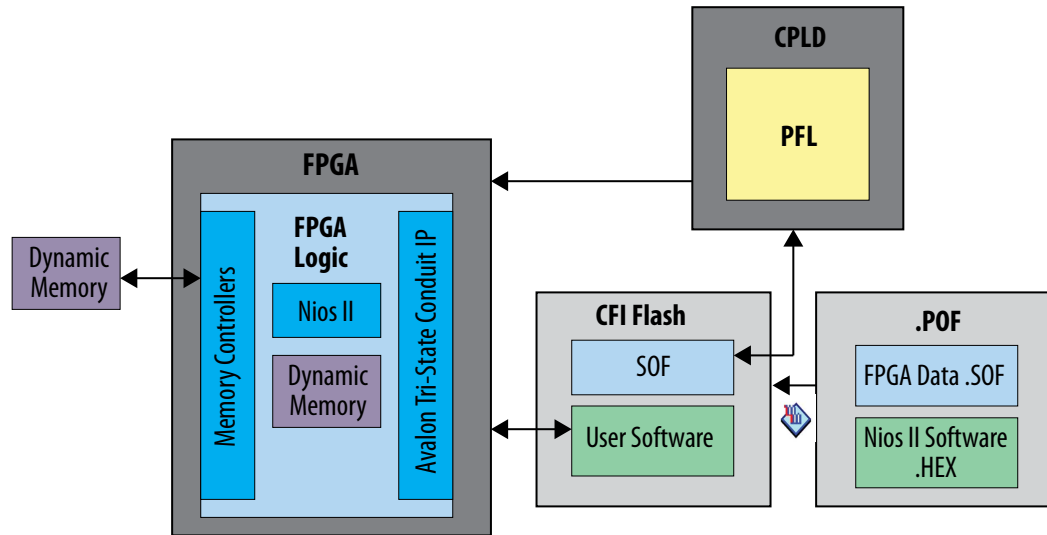 CPLD
PFL
FPGA
FPGA
Logic
Memory Controllers
Avalon Tri-State Conduit IP
Nios II
Dynamic
Memory
Dynamic
Memory
CFI Flash
SOF
User Software
.POF
FPGA Data .SOF
Nios II Software
.HEX